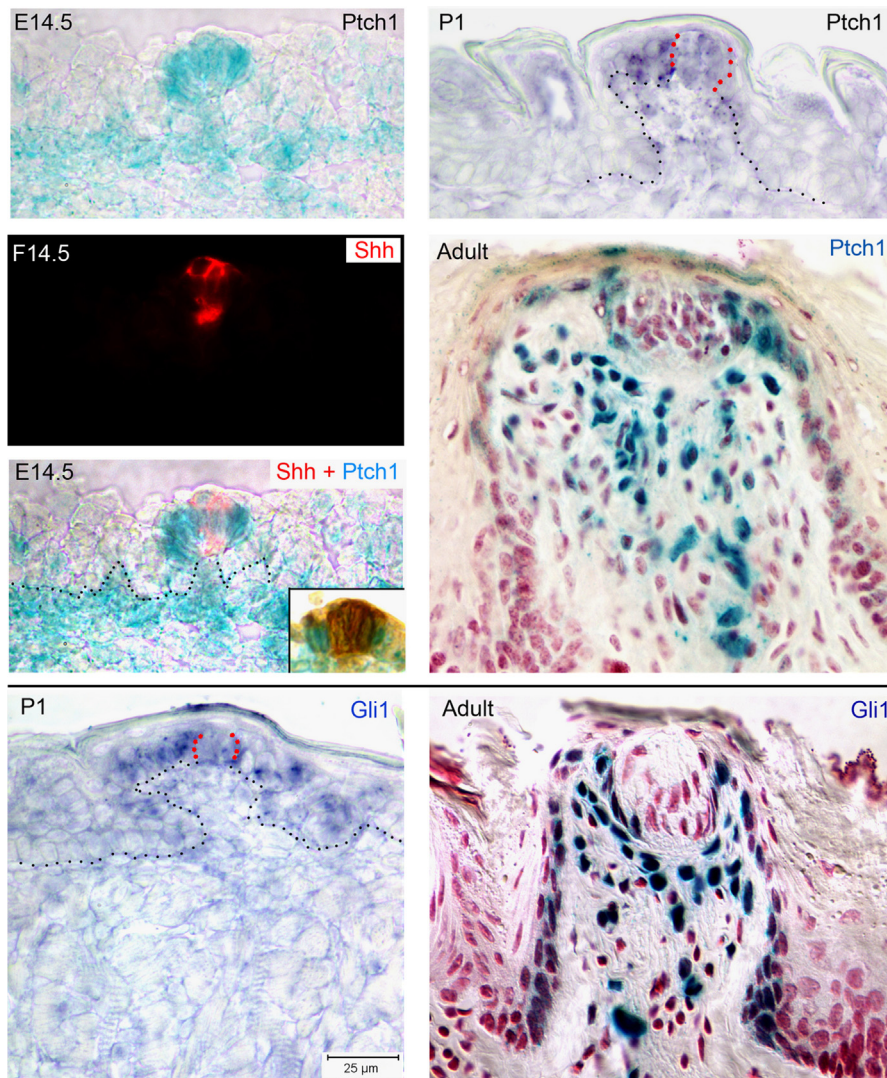 E14.5 Ptch1
P1 Ptch1
F14.5 Shh
Adult Ptch1
E14.5 Shh + Ptch1
P1 Gli1
Adult Gli1
25 µm